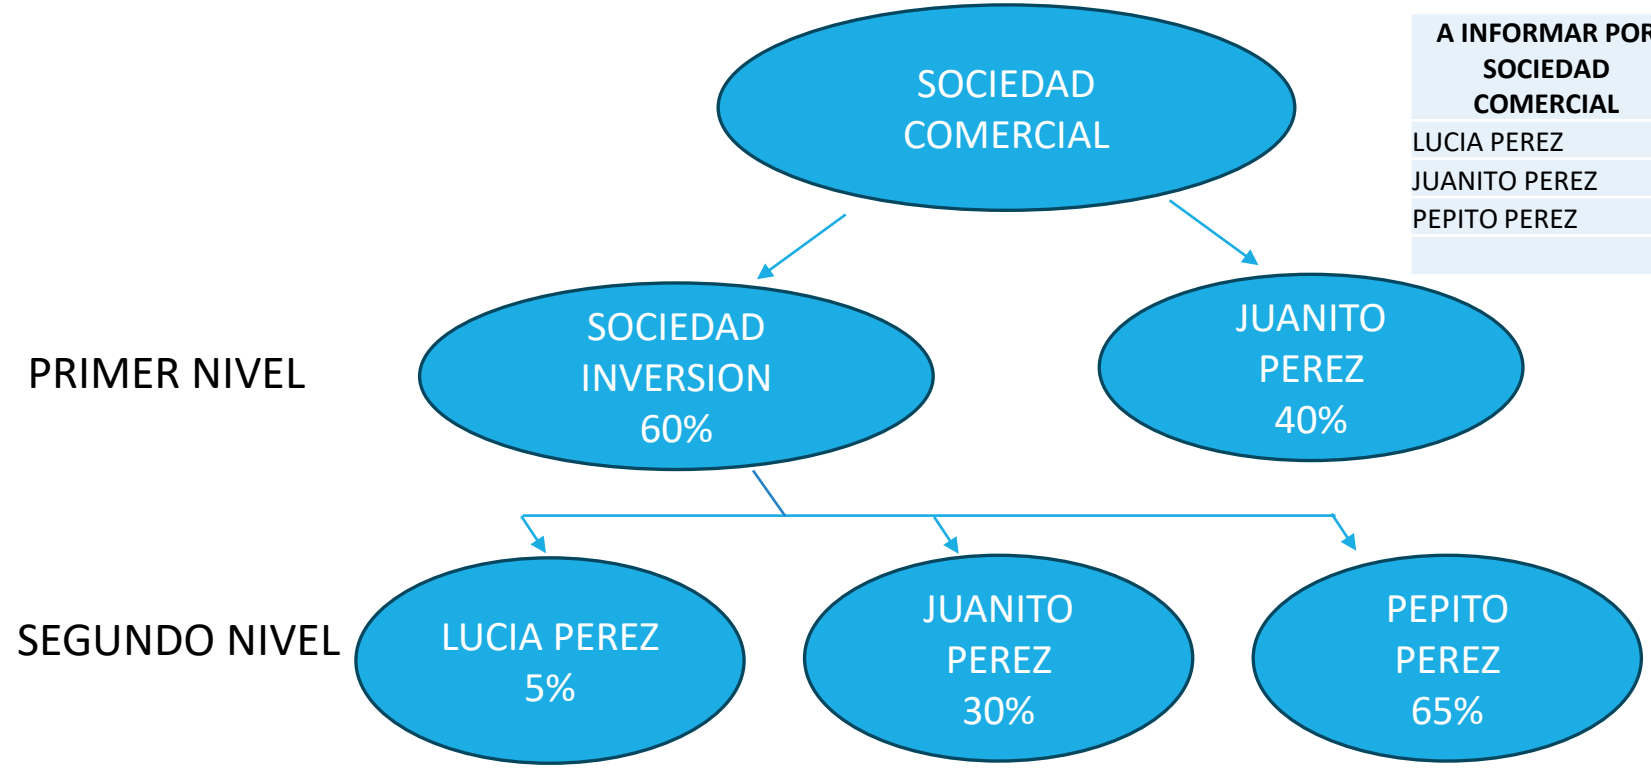 SOCIEDAD
COMERCIAL
A INFORMAR POR
SOCIEDAD
COMERCIAL
LUCIA PEREZ
JUANITO PEREZ
PEPITO PEREZ
PRIMER NIVEL
SOCIEDAD
INVERSION
60%
JUANITO
PEREZ
40%
SEGUNDO NIVEL
LUCIA PEREZ
5%
JUANITO
PEREZ
30%
PEPITO
PEREZ
65%